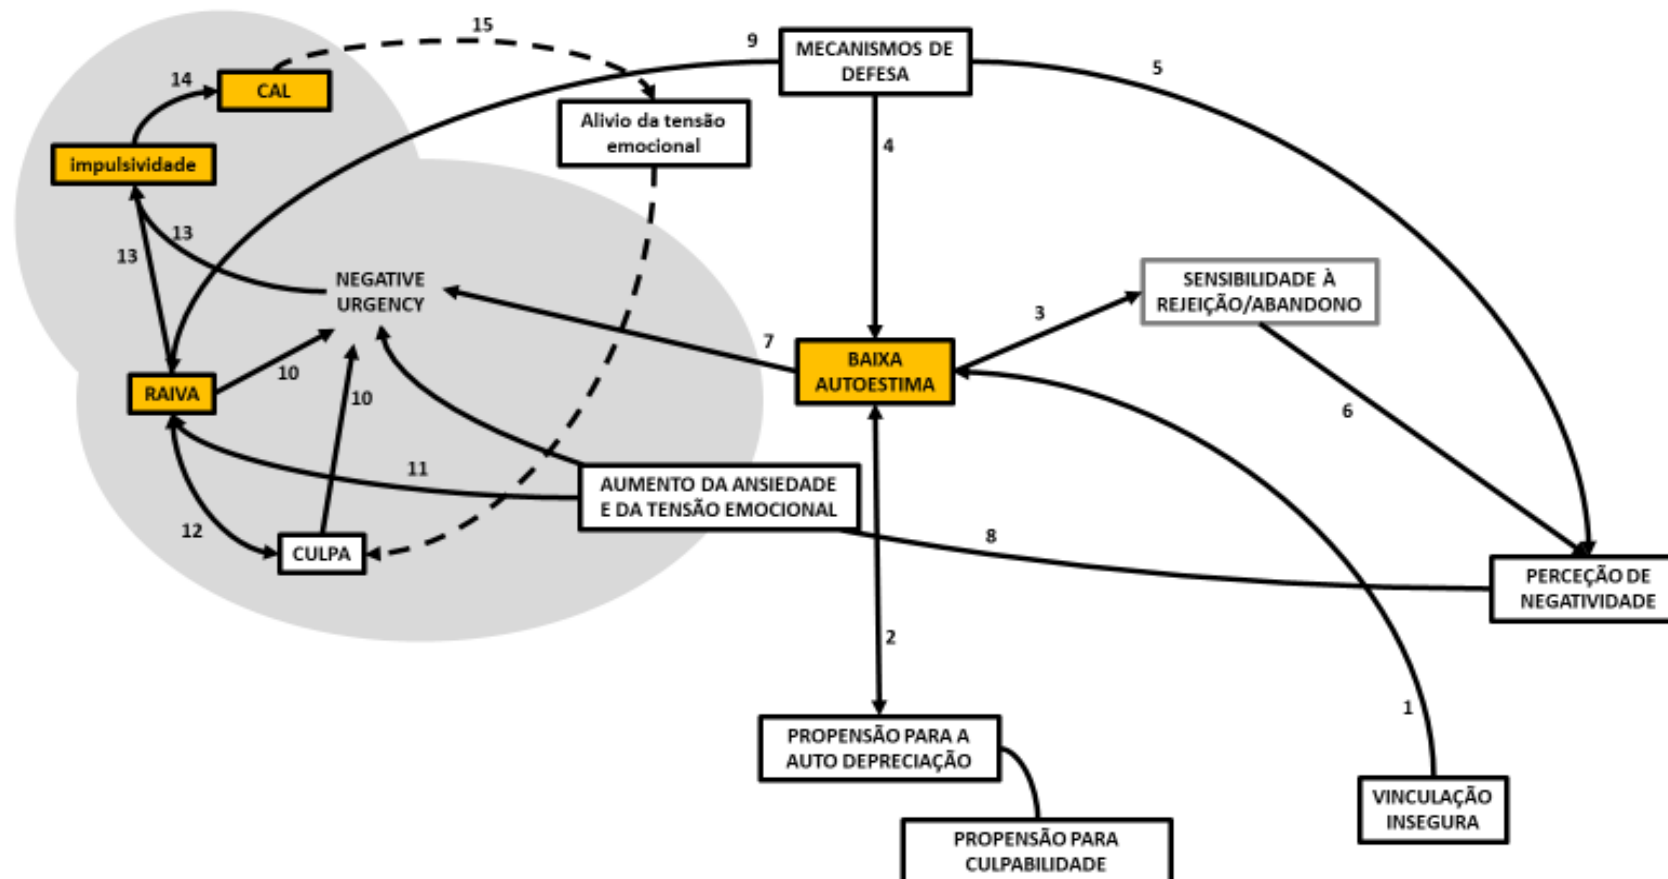 15
9
MECANISMOS DE
DEFESA
5
14
CAL
Alivio da tensão
emocional
4
impulsividade
13
13
NEGATIVE
URGENCY
SENSIBILIDADE À
REJEIÇÃO/ABANDONO
3
7
BAIXA
AUTOESTIMA
10
RAIVA
10
6
11
AUMENTO DA ANSIEDADE
E DA TENSÃO EMOCIONAL
12
CULPA
8
PERCEÇÃO DE
NEGATIVIDADE
2
1
PROPENSÃO PARA A
AUTO DEPRECIAÇÃO
VINCULAÇÃO
INSEGURA
PROPENSÃO PARA
CULPABILIDADE